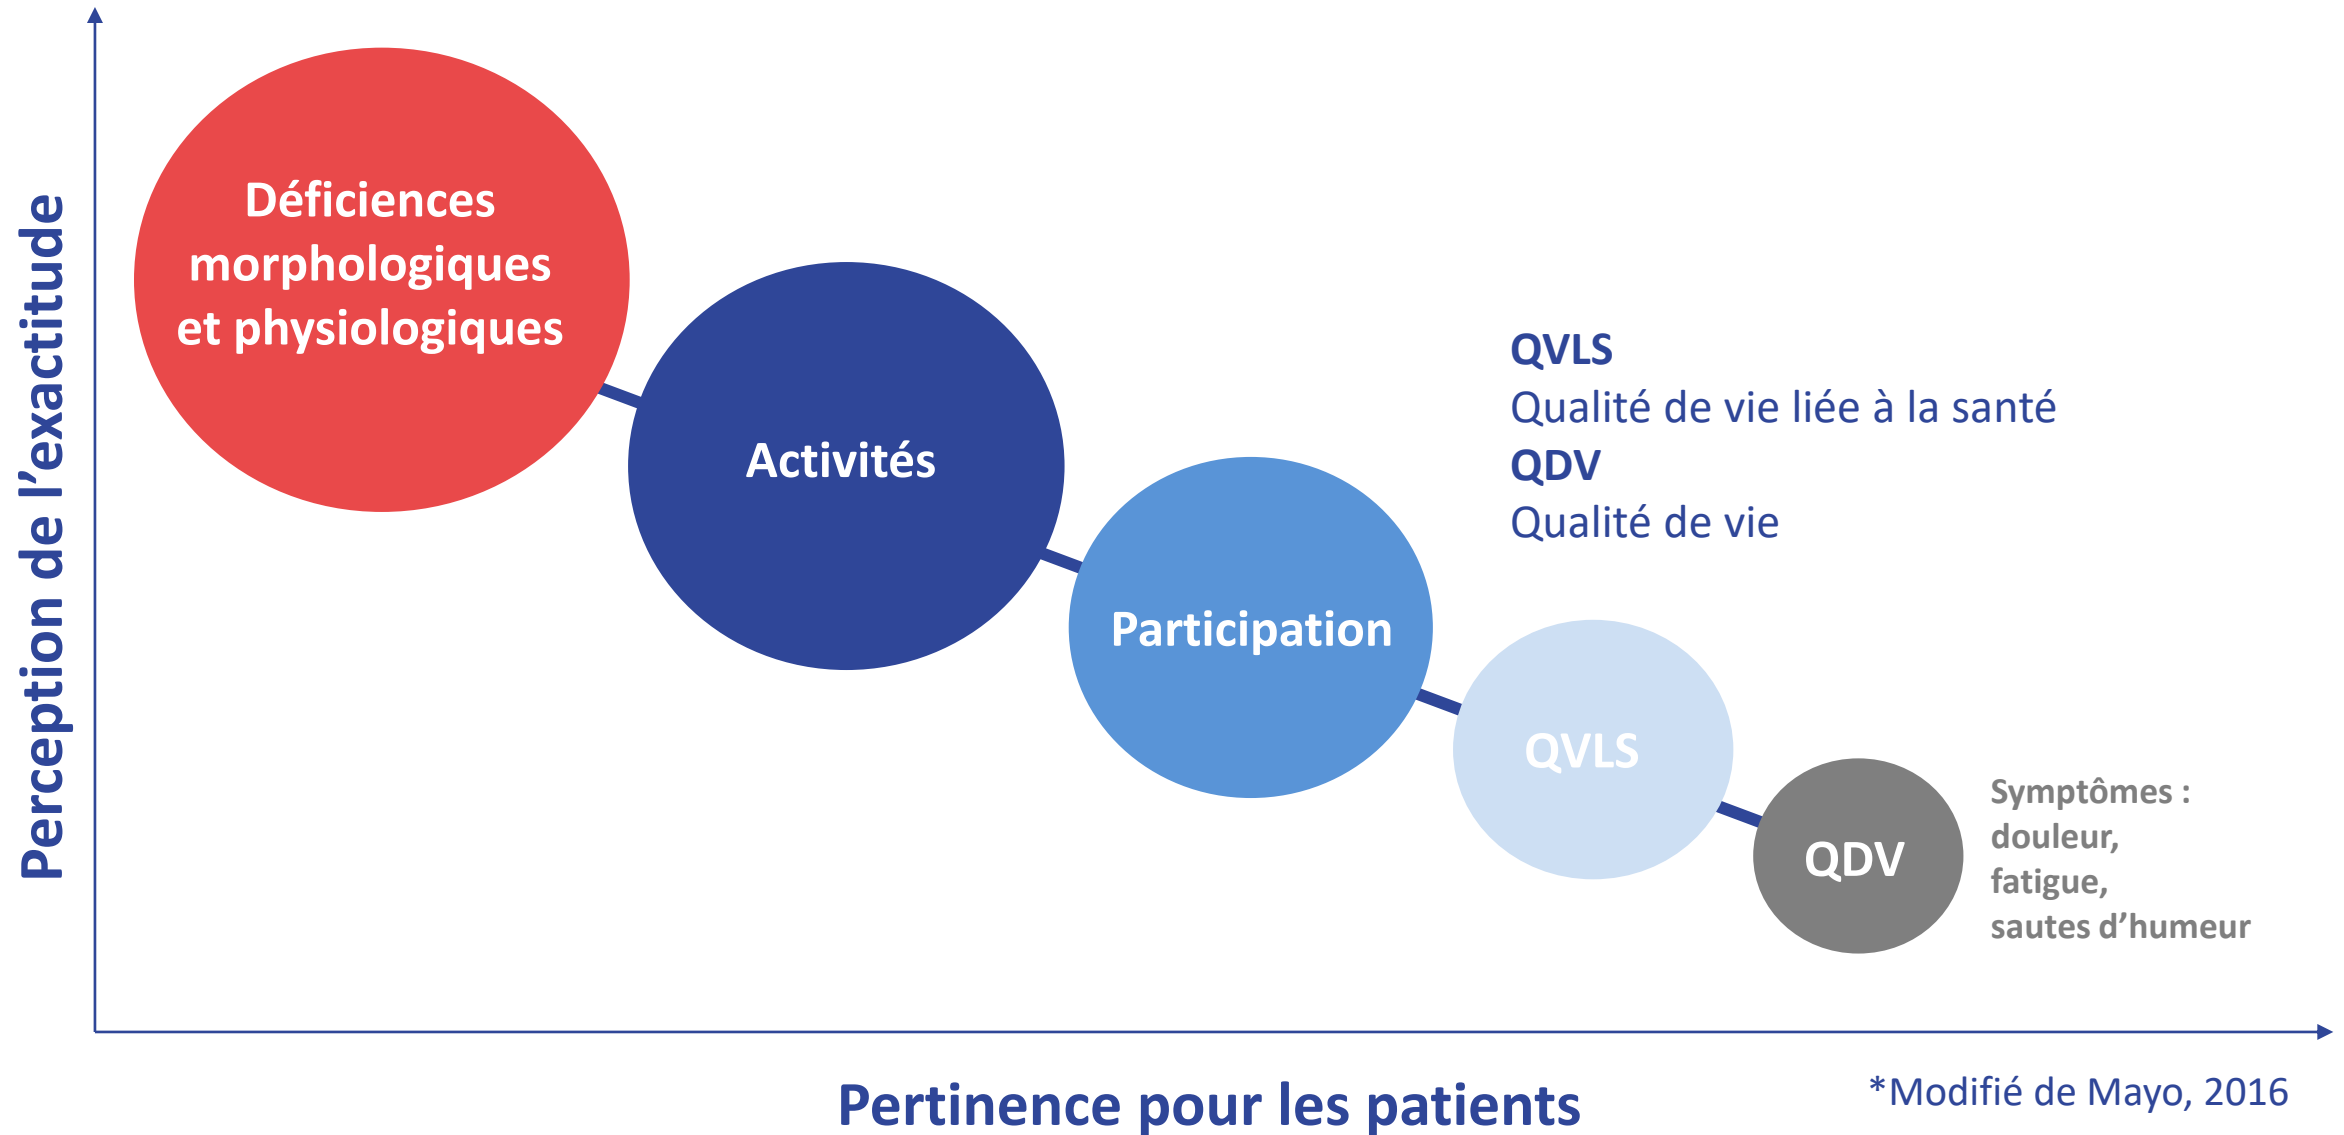 Perception de l’exactitude
Déficiences
morphologiques
et physiologiques
Activités
Participation
QVLS
Qualité de vie liée à la santé
QDV
Qualité de vie
QVLS
QDV
Symptômes :
douleur,
fatigue,
sautes d’humeur
Pertinence pour les patients
*Modifié de Mayo, 2016